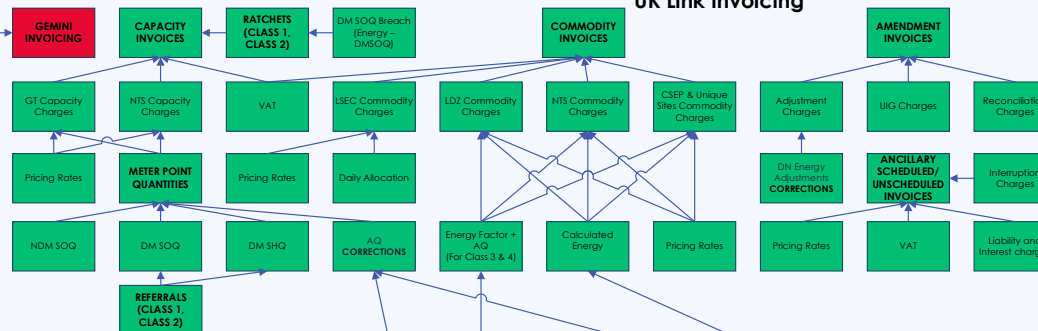 UK Link Invoicing
GEMINI
INVOICING
CAPACITY
INVOICES
RATCHETS
(CLASS 1,
CLASS 2)
DM SOQ Breach
(Energy –
DMSOQ)
COMMODITY
INVOICES
AMENDMENT
INVOICES
GT Capacity
Charges
NTS Capacity
Charges
VAT
LSEC Commodity
Charges
LDZ Commodity
Charges
NTS Commodity
Charges
CSEP & Unique
Sites Commodity
Charges
Adjustment
Charges
UIG Charges
Charges
Pricing Rates
METER POINT
QUANTITIES
Pricing Rates
Daily Allocation
DN Energy
Adjustments
CORRECTIONS
ANCILLARY
SCHEDULED/
UNSCHEDULED
INVOICES
Interruption
Charges
NDM SOQ
DM SOQ
DM SHQ
AQ
CORRECTIONS
Energy Factor +
AQ
(For Class 3 & 4)
Calculated
Energy
Pricing Rates
Pricing Rates
VAT
Liability and
Interest
REFERRALS
(CLASS 1,
CLASS 2)